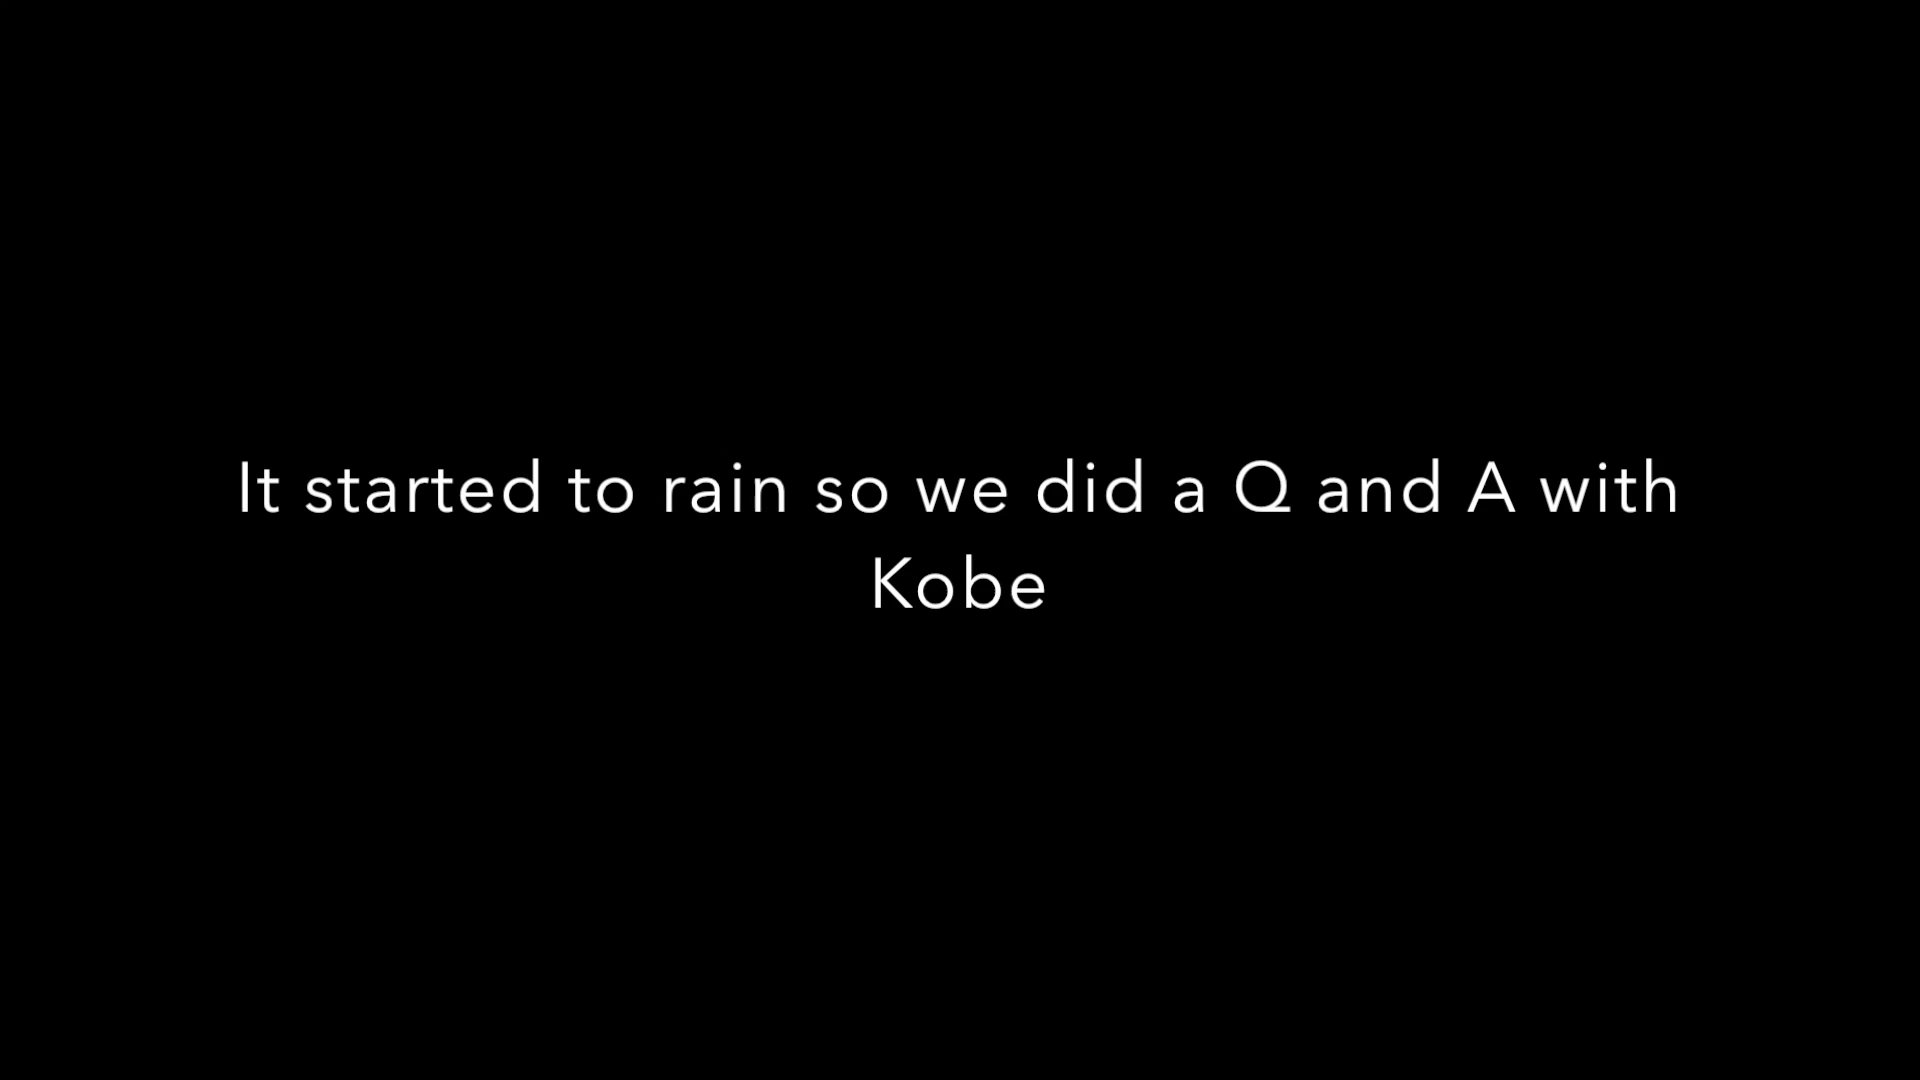 It started to rain so we did a Q and A with
Kobe